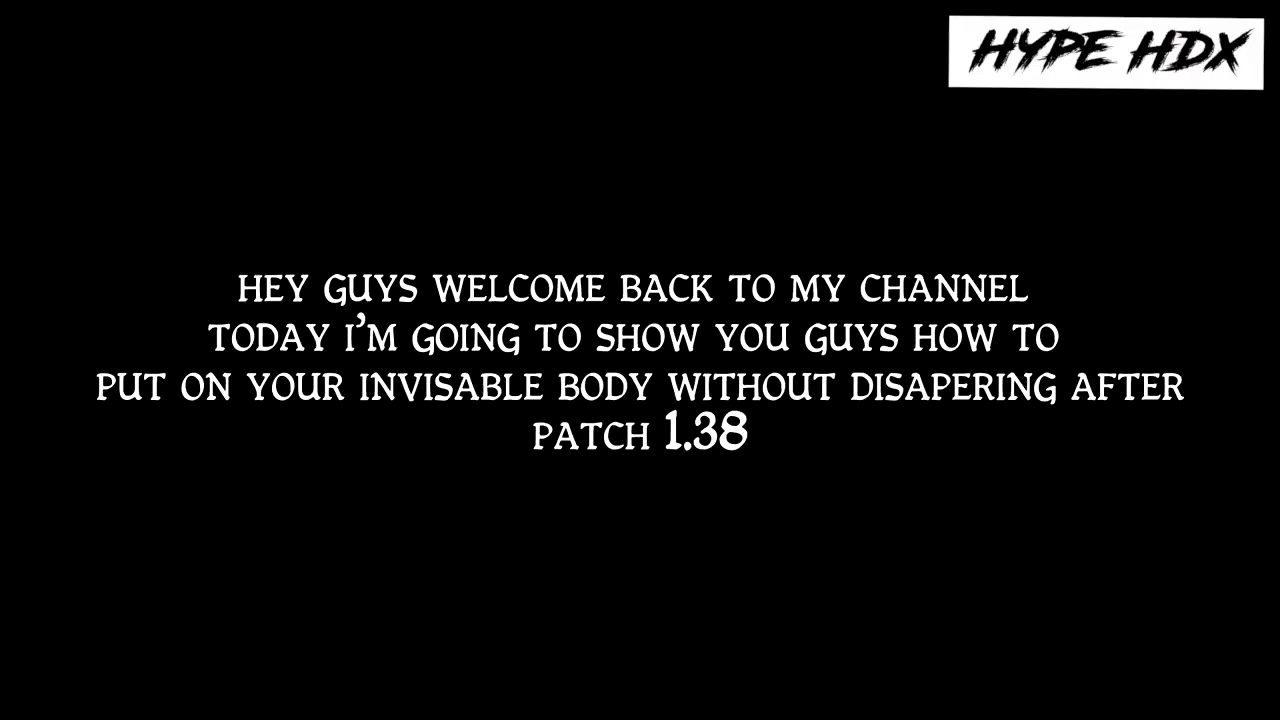 HYPE HDX
HEY GUYS WELCOME BACK TO MY CHANNEL
TODAY I'M GOING TO SHOW YOU GUYS HOW TO
PUT ON YOUR INVISABLE BODY WITHOUT DISAPERING AFTER
PATCH 1.38